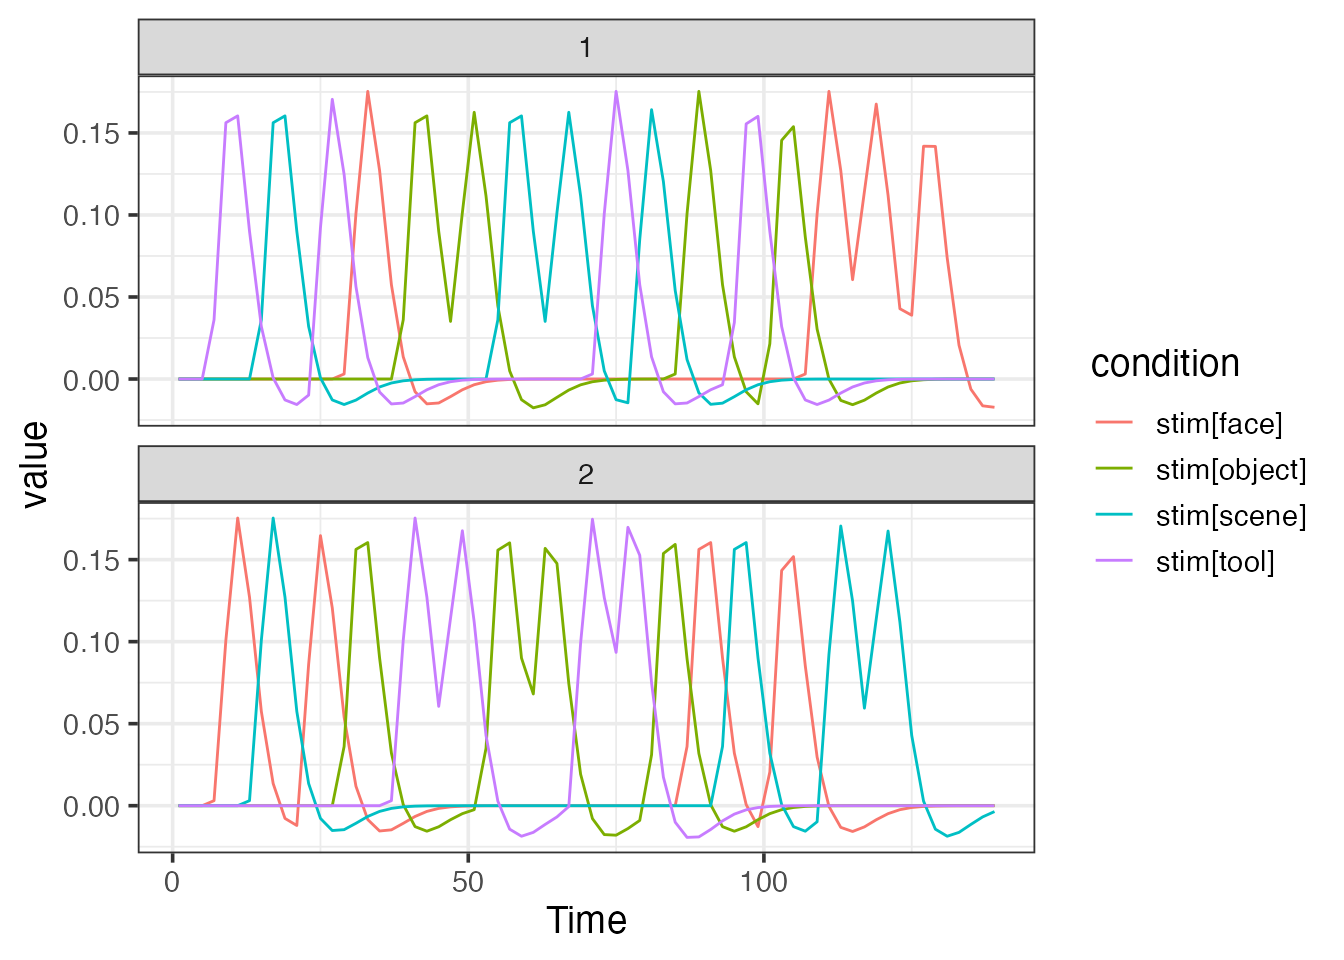 1
0.15
0.10
0.05
0.00
value
2
0.15
0.10
0.05
0.00
0
50
100
Time
condition
stim[face]
stim[object]
stim[scene]
stim[tool]